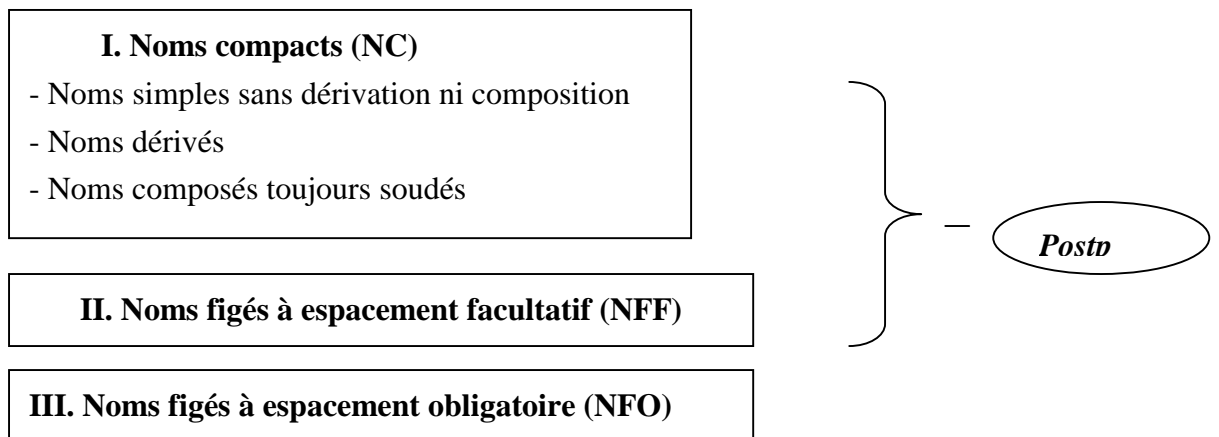 I. Noms compacts (NC)
- Noms simples sans dérivation ni composition
- Noms dérivés
- Noms composés toujours soudés
– Postp
II. Noms figés à espacement facultatif (NFF)
III. Noms figés à espacement obligatoire (NFO)